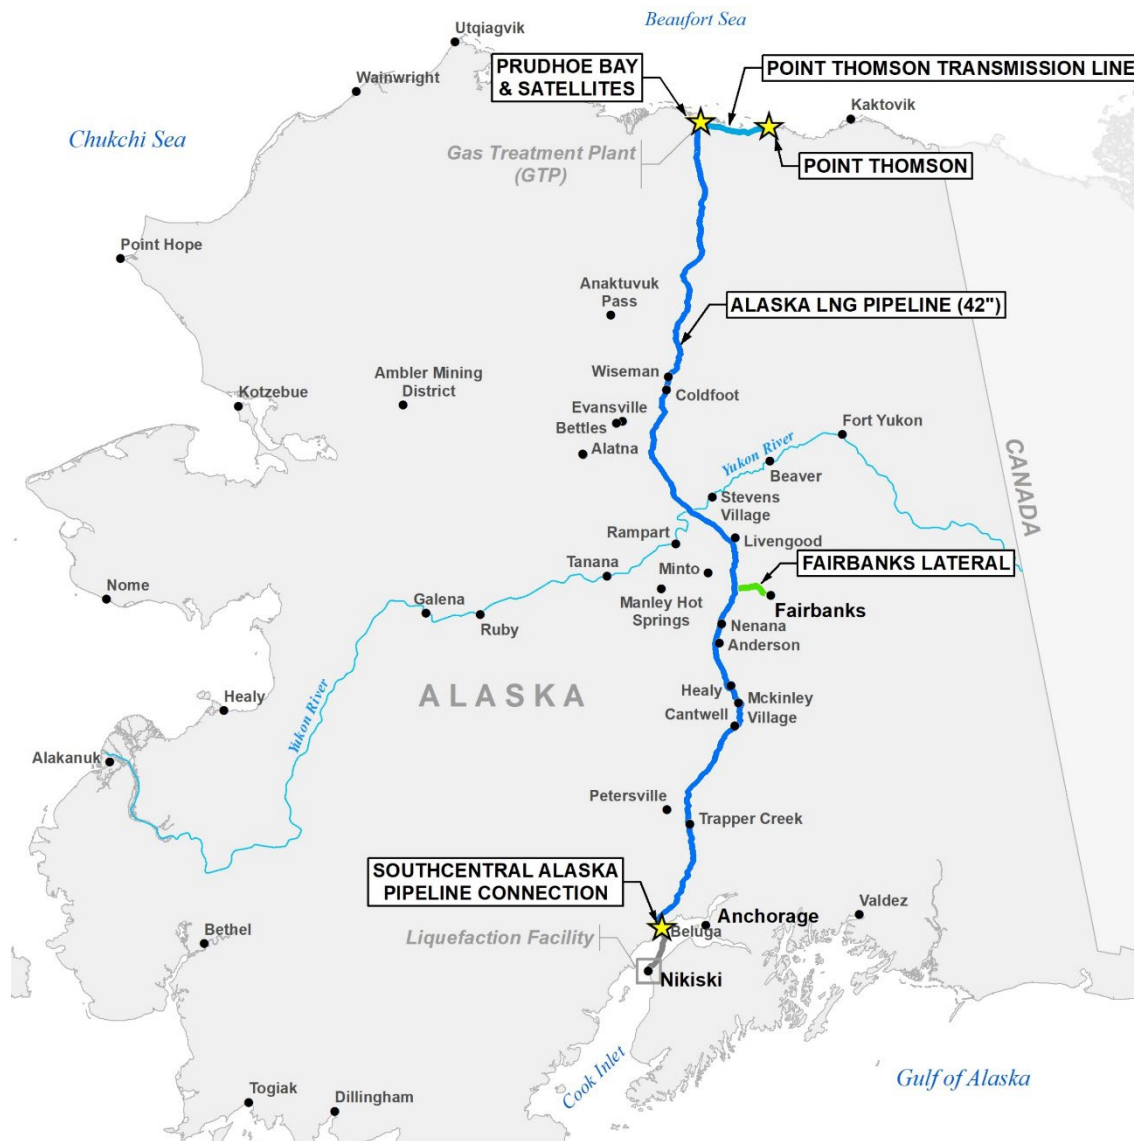 Beaufort Sea
Utqiagvik
PRUDHOE BAY
& SATELLITES
POINT THOMSON TRANSMISSION LINE
Wainwright
Kaktovik
Chukchi Sea
Gas Treatment Plant
(GTP)
POINT THOMSON
Point Hope
Anaktuvuk
Pass
ALASKA LNG PIPELINE (42")
Wiseman
Ambler Mining
District
Coldfoot
Kotzebue
Evansville
Bettles
Fort Yukon
Alatna
Yukon River
Beaver
CANADA
Stevens
Village
Rampart
Livengood
Tanana
Minto
FAIRBANKS LATERAL
Nome
Manley Hot
Springs
Fairbanks
Galena
Ruby
Nenana
Anderson
ALASKA
Healy
Healy
Mckinley
Village
Cantwell
Yukon River
Alakanuk
Petersville
Trapper Creek
SOUTHCENTRAL ALASKA
PIPELINE CONNECTION
Anchorage
Valdez
Bethel
Beluga
Liquefaction Facility
Nikiski
Cook Inlet
Gulf of Alaska
Togiak
Dillingham